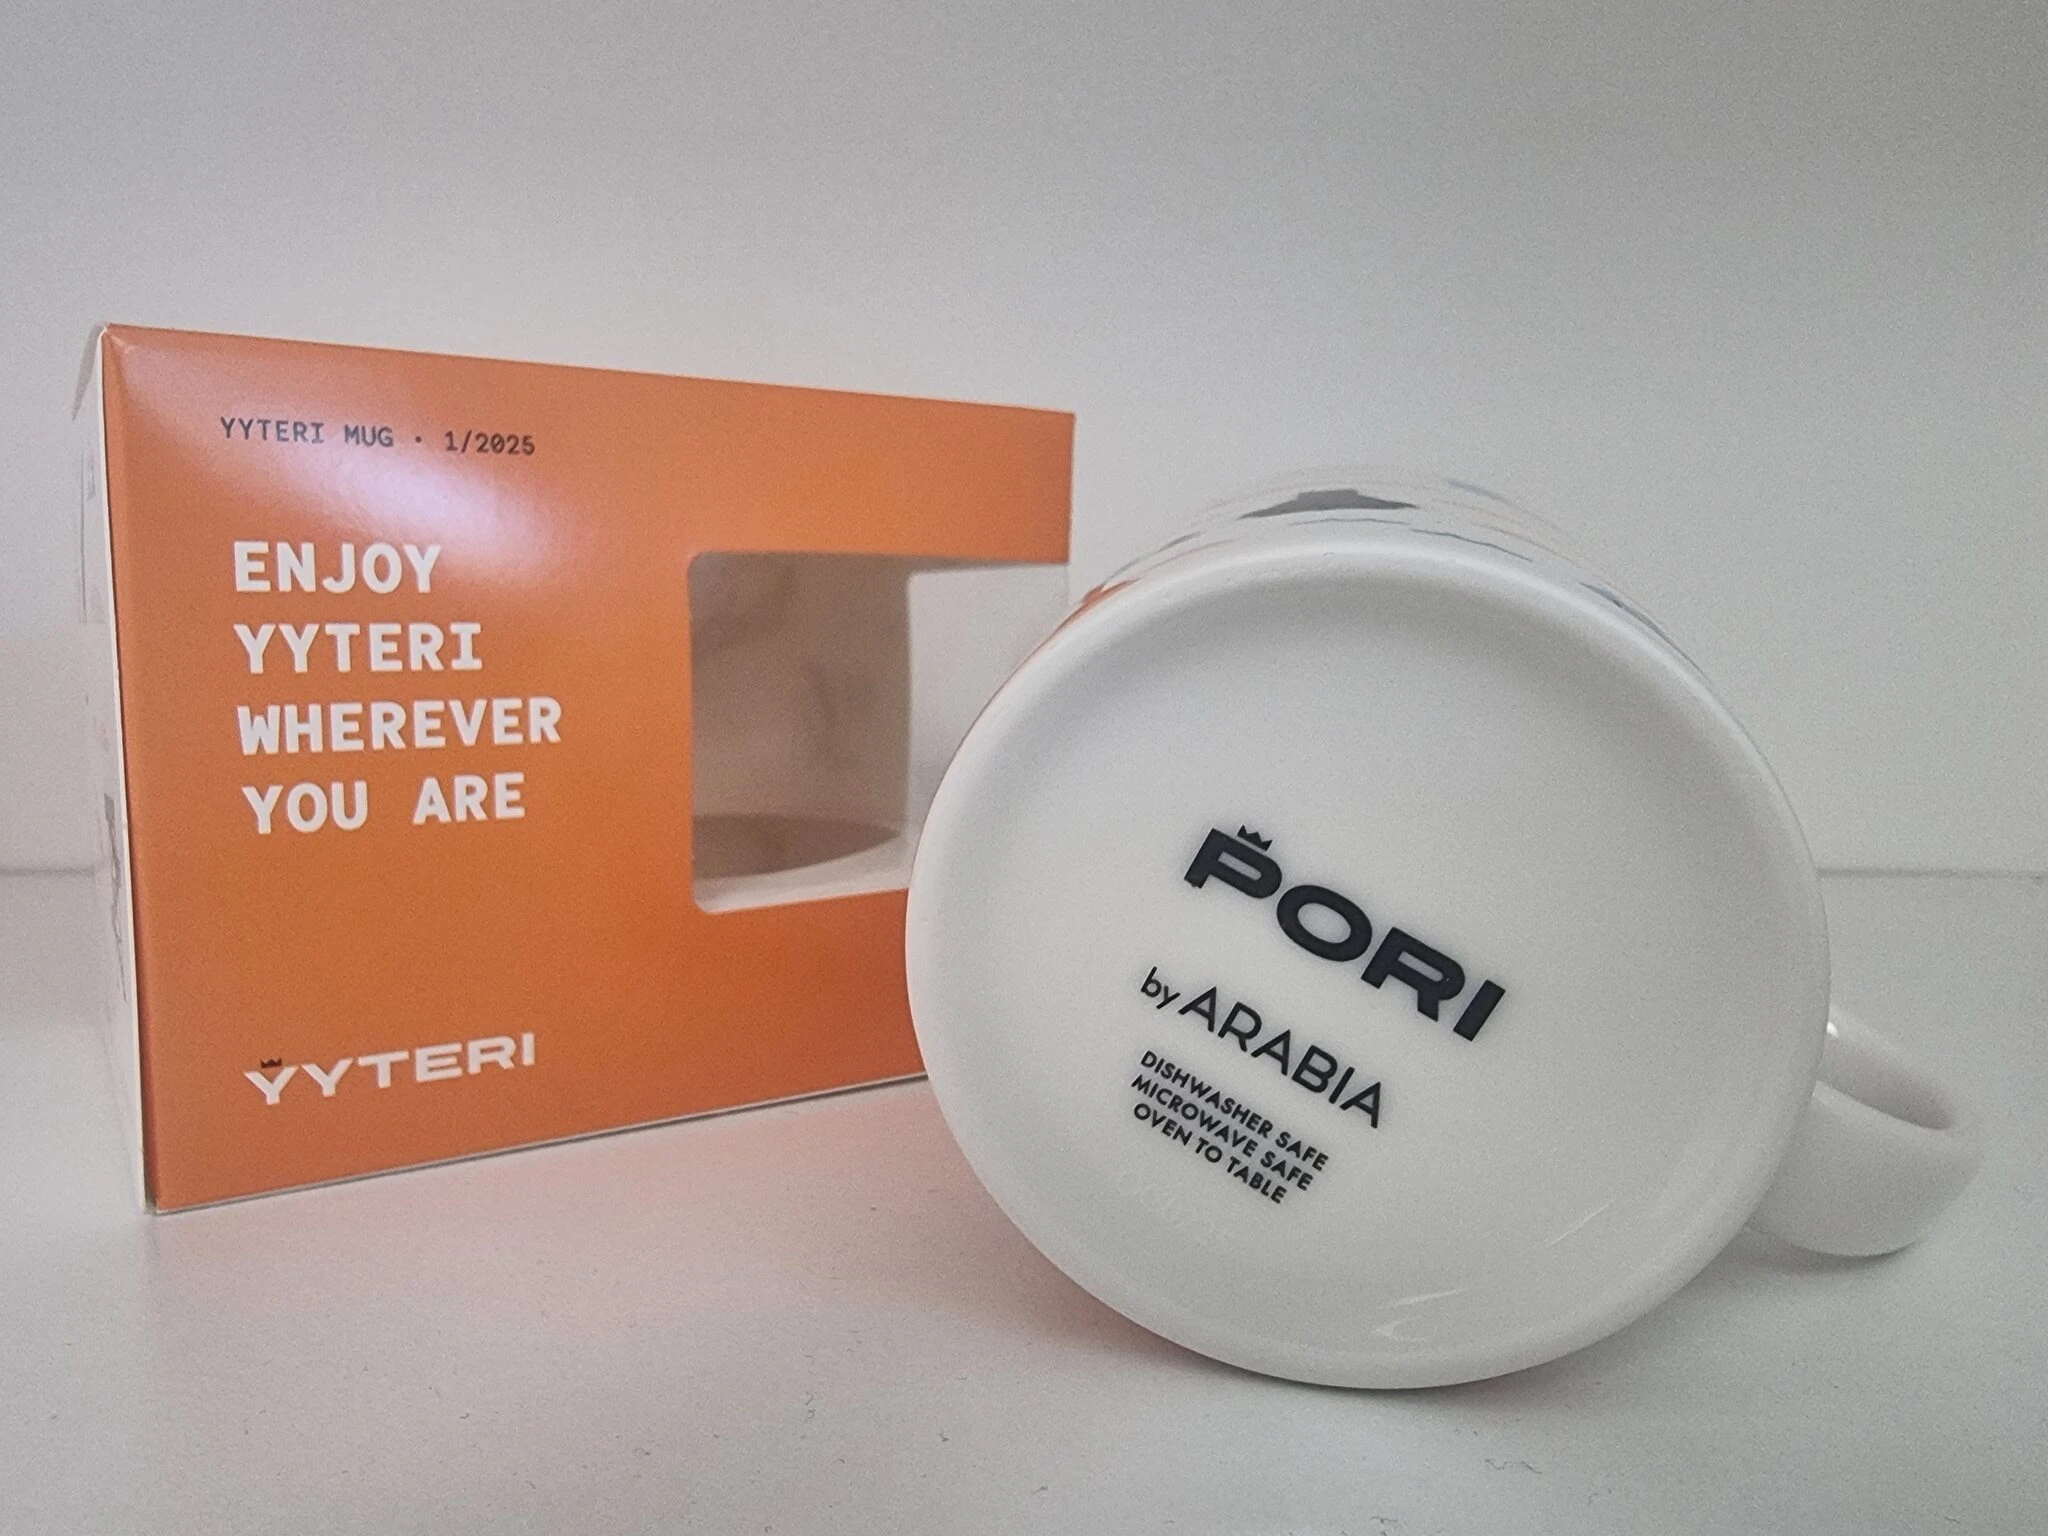 YYTERI MUG · 1/2025
ENJOY
YYTERI
WHEREVER
YOU ARE
YYTERI
PORI
by ARABIA
DISHWASHER SAFE
MICROWAVE SAFE
OVEN TO TABLE